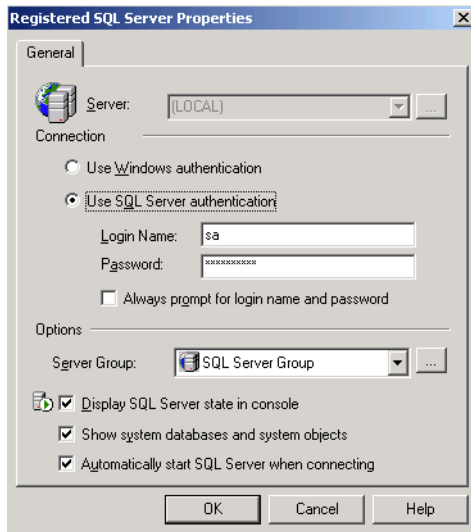 Registered SQL Server Properties
General
Server: (LOCAL) ...
Connection
Use Windows authentication
Use SQL Server authentication
Login Name: sa
Password: **********
Always prompt for login name and password
Options
Server Group: SQL Server Group ...
Display SQL Server state in console
Show system databases and system objects
Automatically start SQL Server when connecting
OK Cancel Help